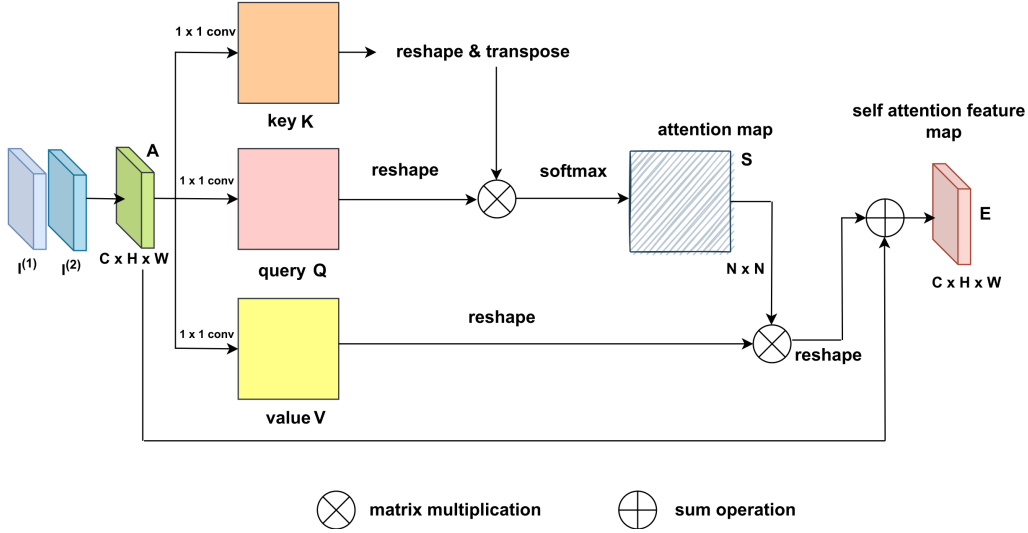 1 x 1 conv
reshape & transpose
key K
self attention feature
map
attention map
A
S
1 x 1 conv
reshape
softmax
E
I(1)
I(2)
C x H x W
query Q
N x N
C x H x W
1 x 1 conv
reshape
reshape
value V
matrix multiplication
sum operation